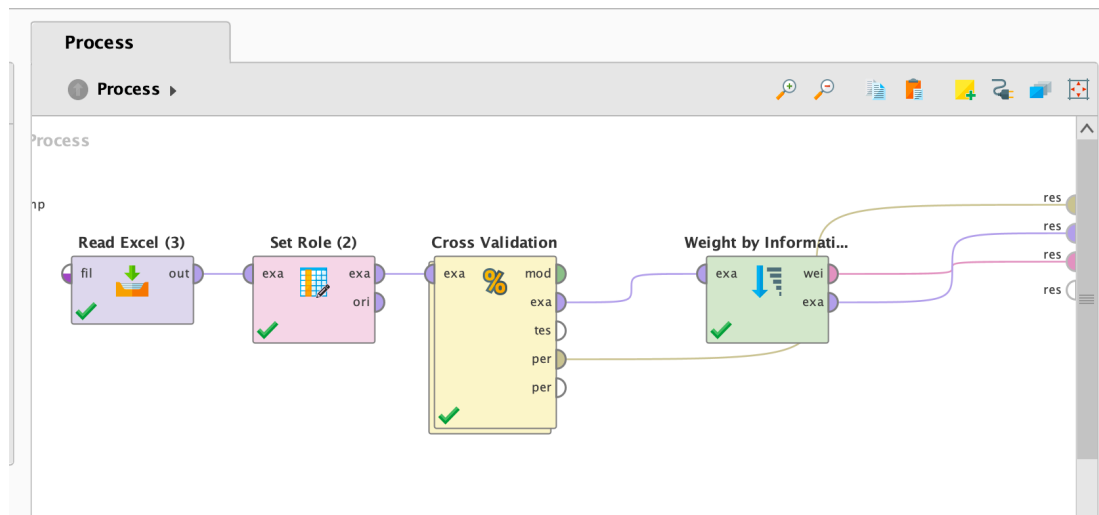 Process
Process
Process
res
np
res
Read Excel (3)
Set Role (2)
Cross Validation
Weight by Informati...
res
fil
out
exa
exa
exa
mod
exa
wei
ori
exa
exa
res
tes
per
per